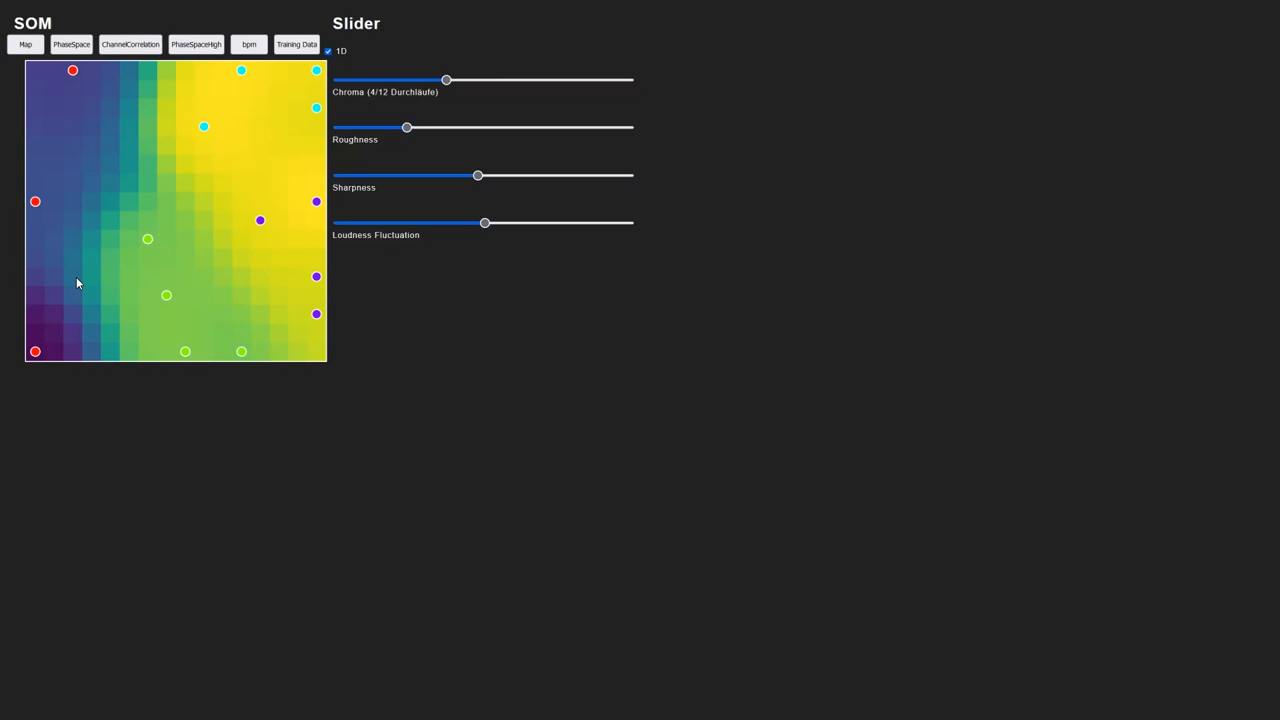 SOM
Slider
Map
PhaseSpace
ChannelCorrelation
PhaseSpaceHigh
bpm
Training Data
1D
Chroma (4/12 Durchläufe)
Roughness
Sharpness
Loudness Fluctuation